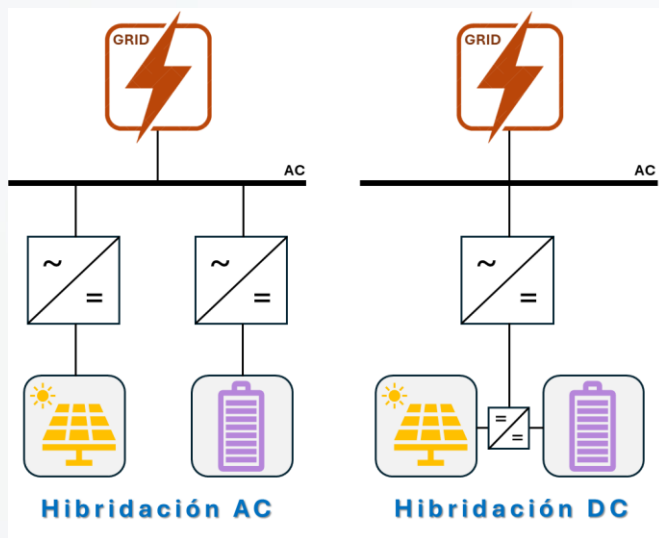 GRID
AC
~
=
~
=
Hibridación AC
GRID
AC
~
=
=
=
Hibridación DC